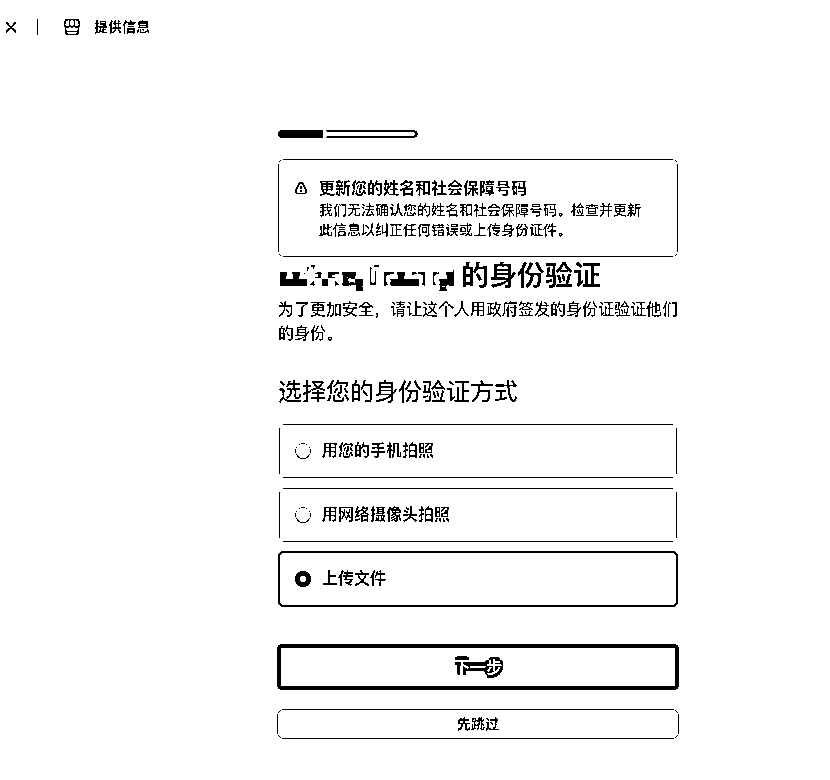 提供信息
更新您的姓名和社会保障号码
我们无法确认您的姓名和社会保障号码。检查并更新
此信息以纠正任何错误或上传身份证件。
的身份验证
为了更加安全，请让这个人用政府签发的身份证验证他们
的身份。
选择您的身份验证方式
用您的手机拍照
用网络摄像头拍照
上传文件
下一步
先跳过